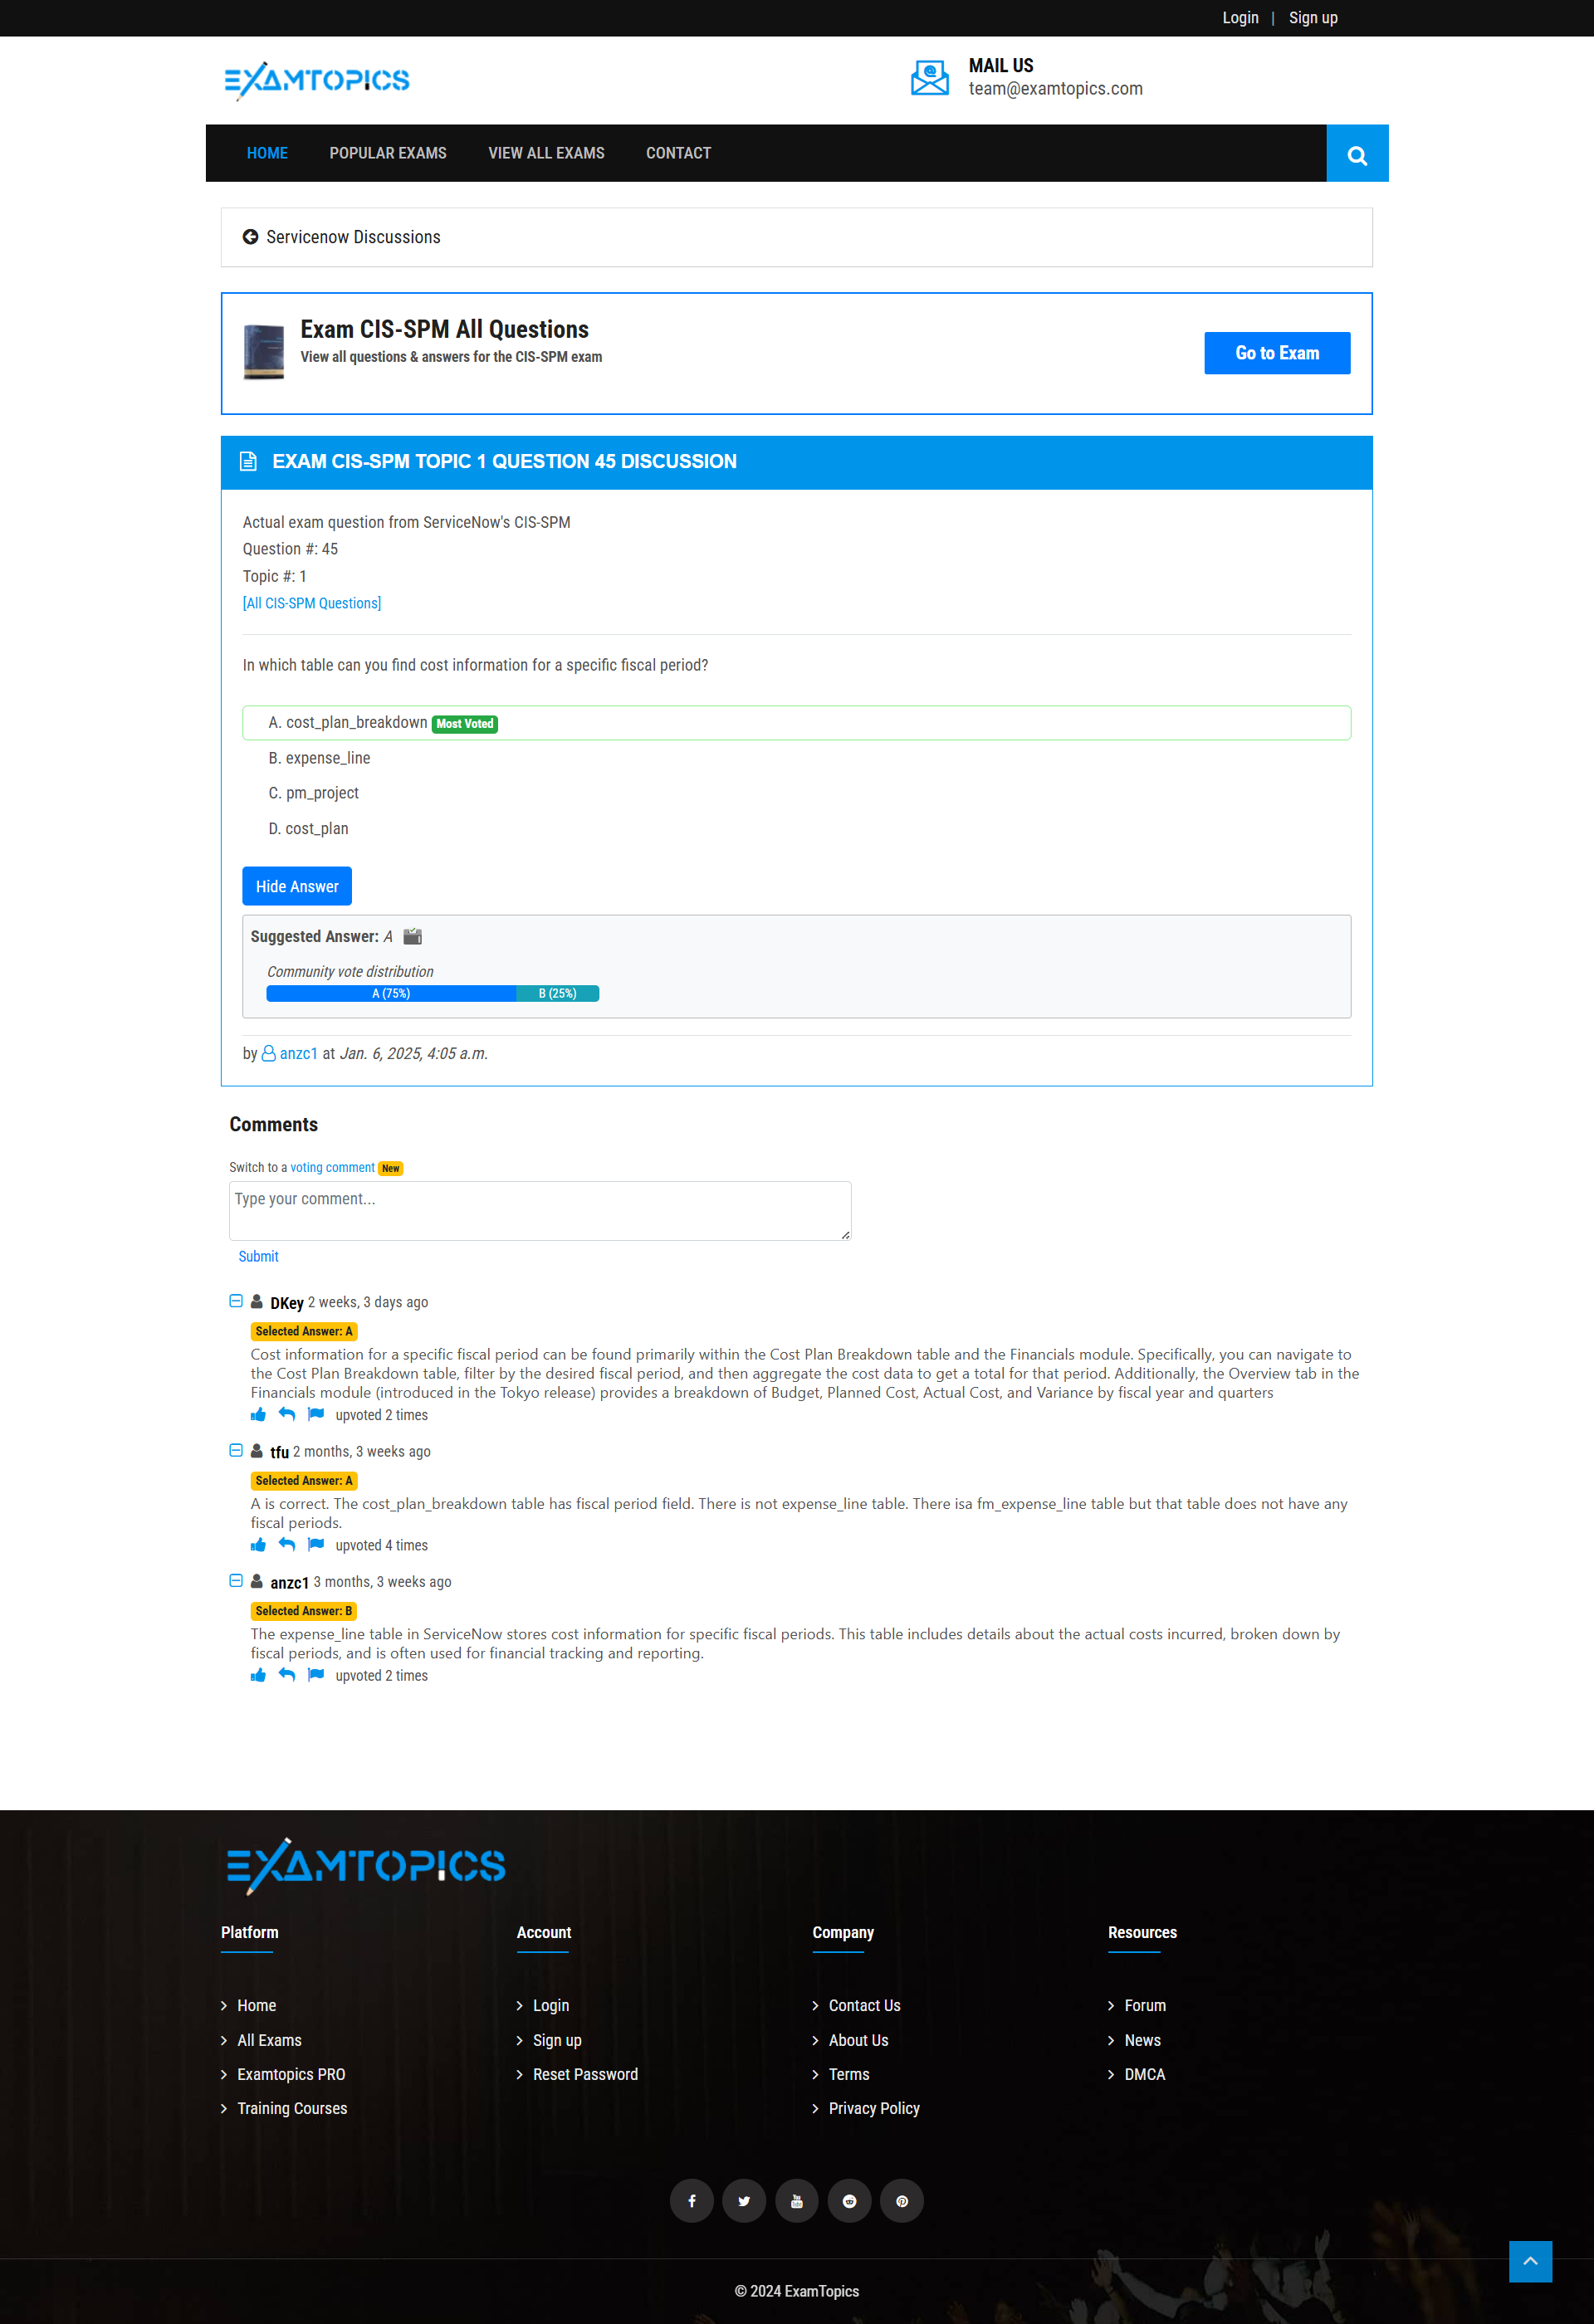 Login | Sign up
EXAMTOPICS
MAIL US
team@examtopics.com
HOME POPULAR EXAMS VIEW ALL EXAMS CONTACT
Servicenow Discussions
Exam CIS-SPM All Questions
View all questions & answers for the CIS-SPM exam
Go to Exam
EXAM CIS-SPM TOPIC 1 QUESTION 45 DISCUSSION
Actual exam question from ServiceNow's CIS-SPM
Question #: 45
Topic #: 1
[All CIS-SPM Questions]
In which table can you find cost information for a specific fiscal period?
A. cost_plan_breakdown Most Voted
B. expense_line
C. pm_project
D. cost_plan
Hide Answer
Suggested Answer: A
Community vote distribution
A (75%) B (25%)
by anzc1 at Jan. 6, 2025, 4:05 a.m.
Comments
Switch to a voting comment New
Type your comment...
Submit
DKey 2 weeks, 3 days ago
Selected Answer: A
Cost information for a specific fiscal period can be found primarily within the Cost Plan Breakdown table and the Financials module. Specifically, you can navigate to
the Cost Plan Breakdown table, filter by the desired fiscal period, and then aggregate the cost data to get a total for that period. Additionally, the Overview tab in the
Financials module (introduced in the Tokyo release) provides a breakdown of Budget, Planned Cost, Actual Cost, and Variance by fiscal year and quarters
upvoted 2 times
tfu 2 months, 3 weeks ago
Selected Answer: A
A is correct. The cost_plan_breakdown table has fiscal period field. There is not expense_line table. There isa fm_expense_line table but that table does not have any
fiscal periods.
upvoted 4 times
anzc1 3 months, 3 weeks ago
Selected Answer: B
The expense_line table in ServiceNow stores cost information for specific fiscal periods. This table includes details about the actual costs incurred, broken down by
fiscal periods, and is often used for financial tracking and reporting.
upvoted 2 times
EXAMTOPICS
Platform
Home
All Exams
Examtopics PRO
Training Courses
Account
Login
Sign up
Reset Password
Company
Contact Us
About Us
Terms
Privacy Policy
Resources
Forum
News
DMCA
© 2024 ExamTopics